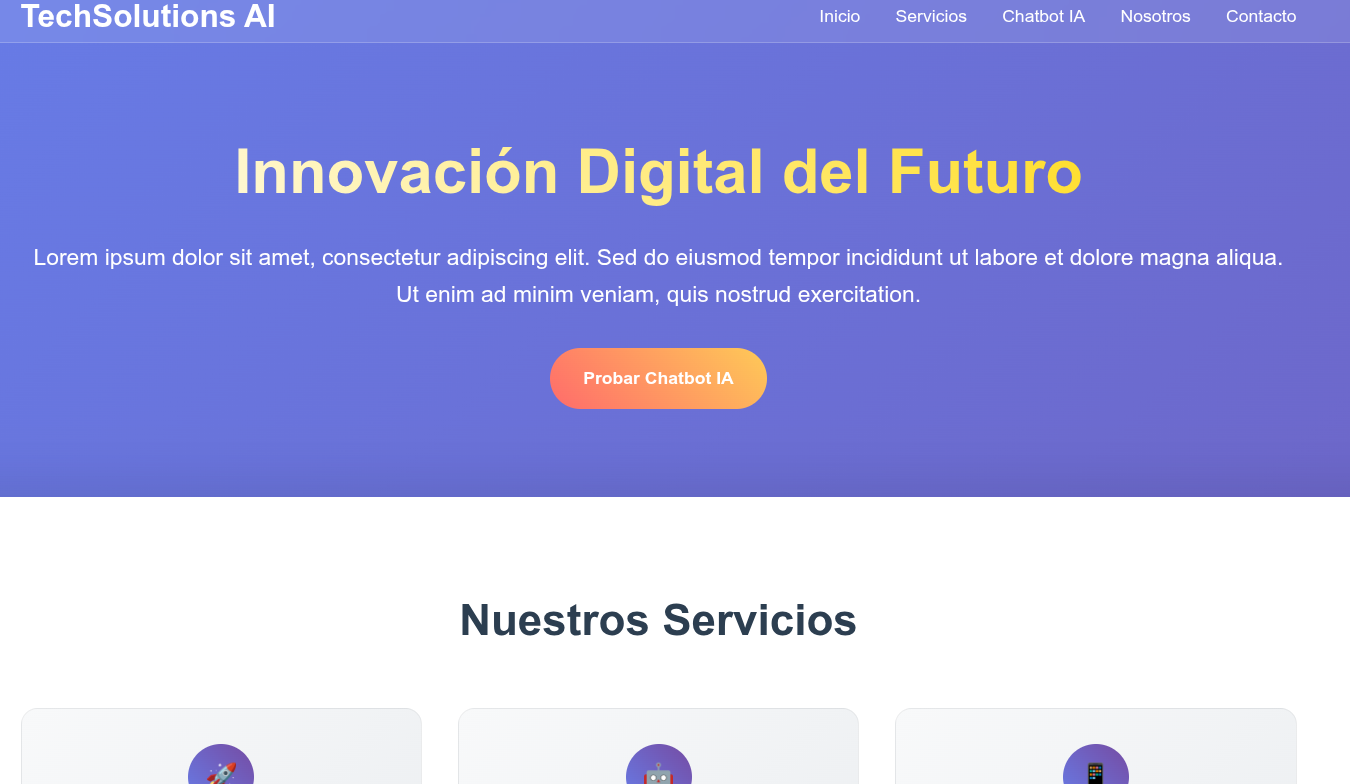 TechSolutions AI
Inicio Servicios Chatbot IA Nosotros Contacto
Innovación Digital del Futuro
Lorem ipsum dolor sit amet, consectetur adipiscing elit. Sed do eiusmod tempor incididunt ut labore et dolore magna aliqua.
Ut enim ad minim veniam, quis nostrud exercitation.
Probar Chatbot IA
Nuestros Servicios